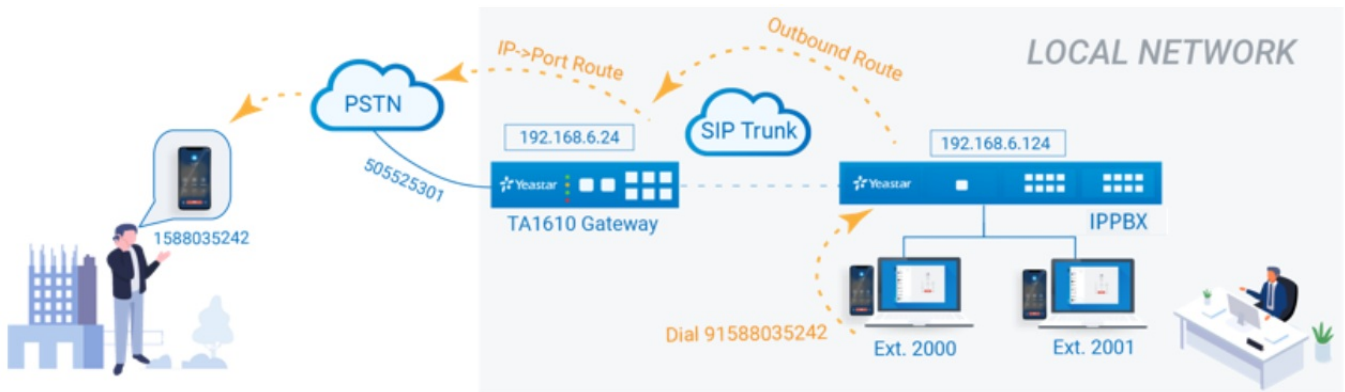 LOCAL NETWORK
Outbound Route
IP->Port Route
PSTN
SIP Trunk
192.168.6.24
192.168.6.124
505525301
Yeastar
Yeastar
TA1610 Gateway
IPPBX
1588035242
Dial 91588035242
Ext. 2000
Ext. 2001